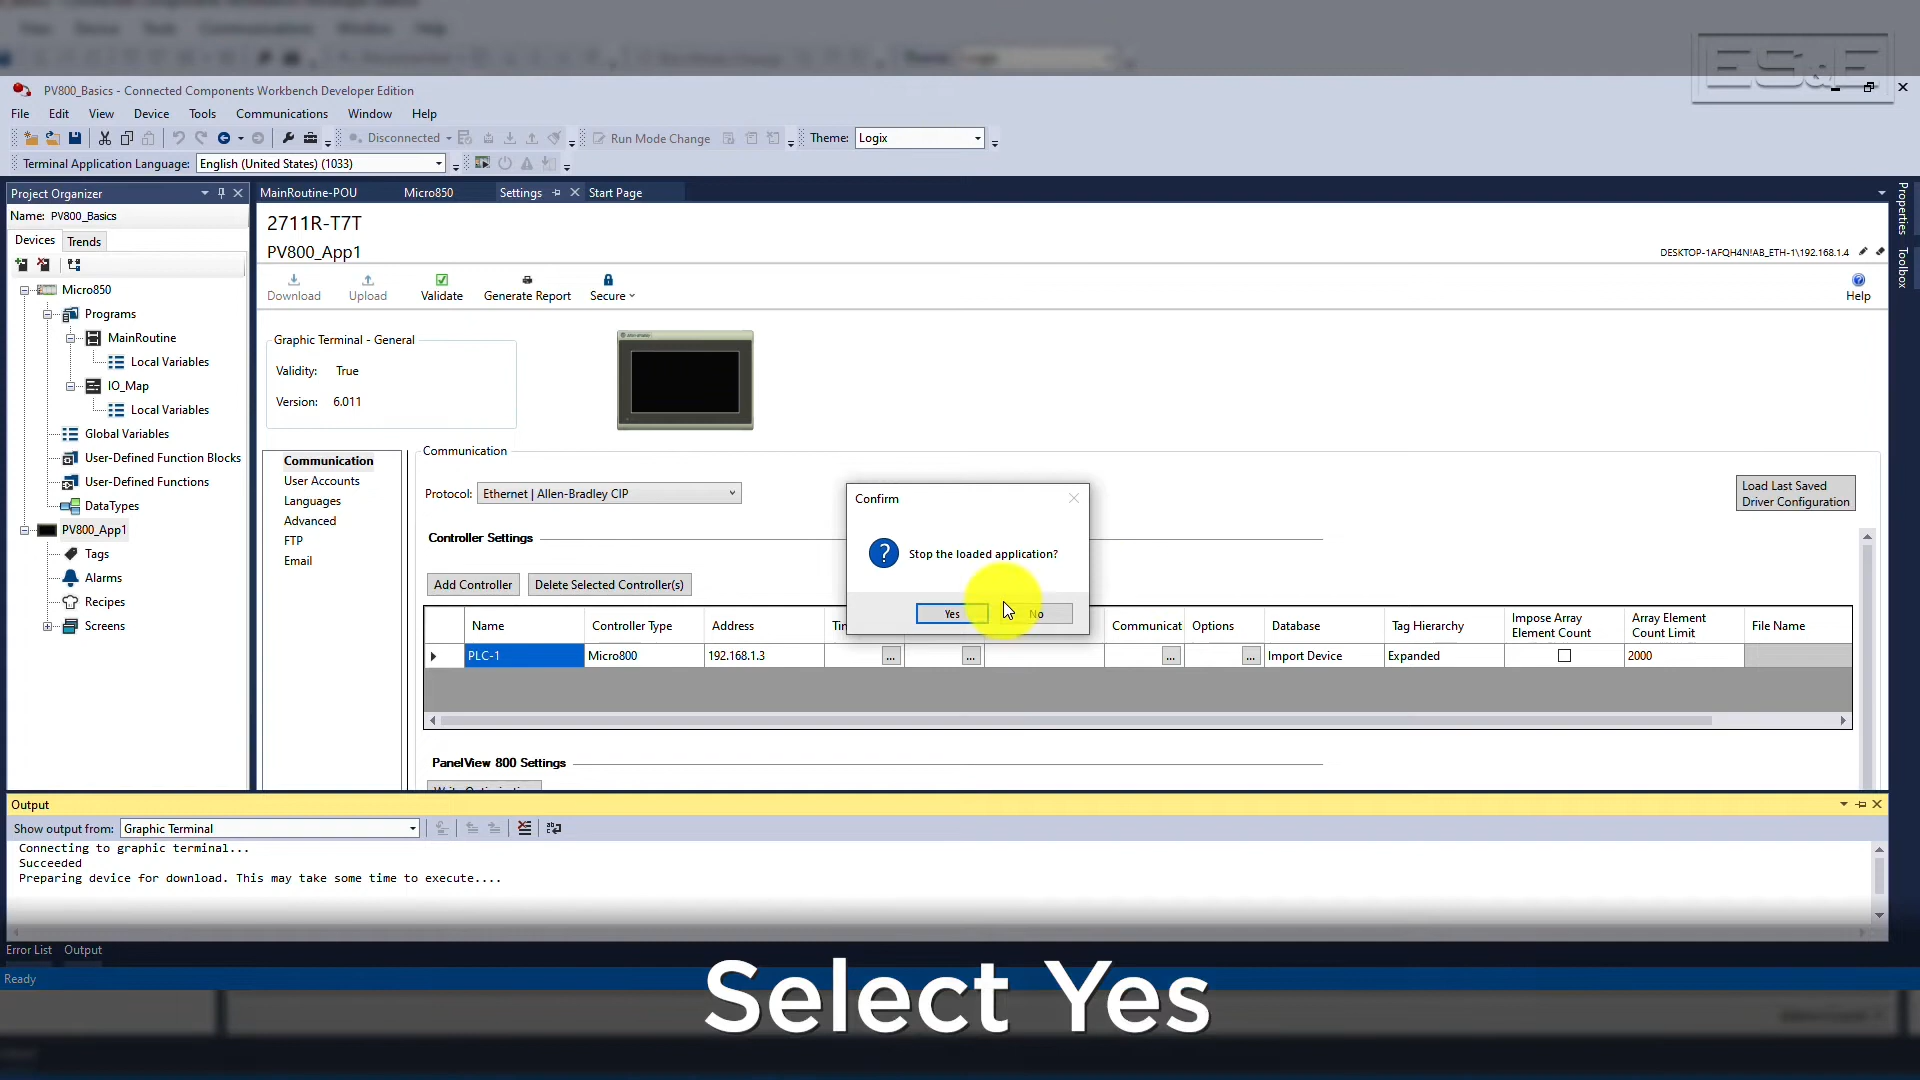 ES&E
PV800_Basics - Connected Components Workbench Developer Edition
File Edit View Device Tools Communications Window Help
Disconnected Run Mode Change Theme: Logix
Terminal Application Language: English (United States) (1033)
Project Organizer
Name: PV800_Basics
Devices Trends
Micro850
Programs
MainRoutine
Local Variables
IO_Map
Local Variables
Global Variables
User-Defined Function Blocks
User-Defined Functions
DataTypes
PV800_App1
Tags
Alarms
Recipes
Screens
MainRoutine-POU Micro850 Settings Start Page
2711R-T7T
PV800_App1
DESKTOP-1AFQH4N!AB_ETH-1\192.168.1.4
Download Upload Validate Generate Report Secure Help
Graphic Terminal - General
Validity: True
Version: 6.011
Communication
User Accounts
Languages
Advanced
FTP
Email
Communication
Protocol: Ethernet | Allen-Bradley CIP
Load Last Saved
Driver Configuration
Controller Settings
Add Controller Delete Selected Controller(s)
Name Controller Type Address Communicat Options Database Tag Hierarchy Impose Array Element Count Array Element Count Limit File Name
PLC-1 Micro800 192.168.1.3 ... ... ... ... Import Device Expanded 2000
PanelView 800 Settings
Confirm
Stop the loaded application?
Yes No
Properties
Toolbox
Output
Show output from: Graphic Terminal
Connecting to graphic terminal...
Succeeded
Preparing device for download. This may take some time to execute....
Error List Output
Ready
Select Yes